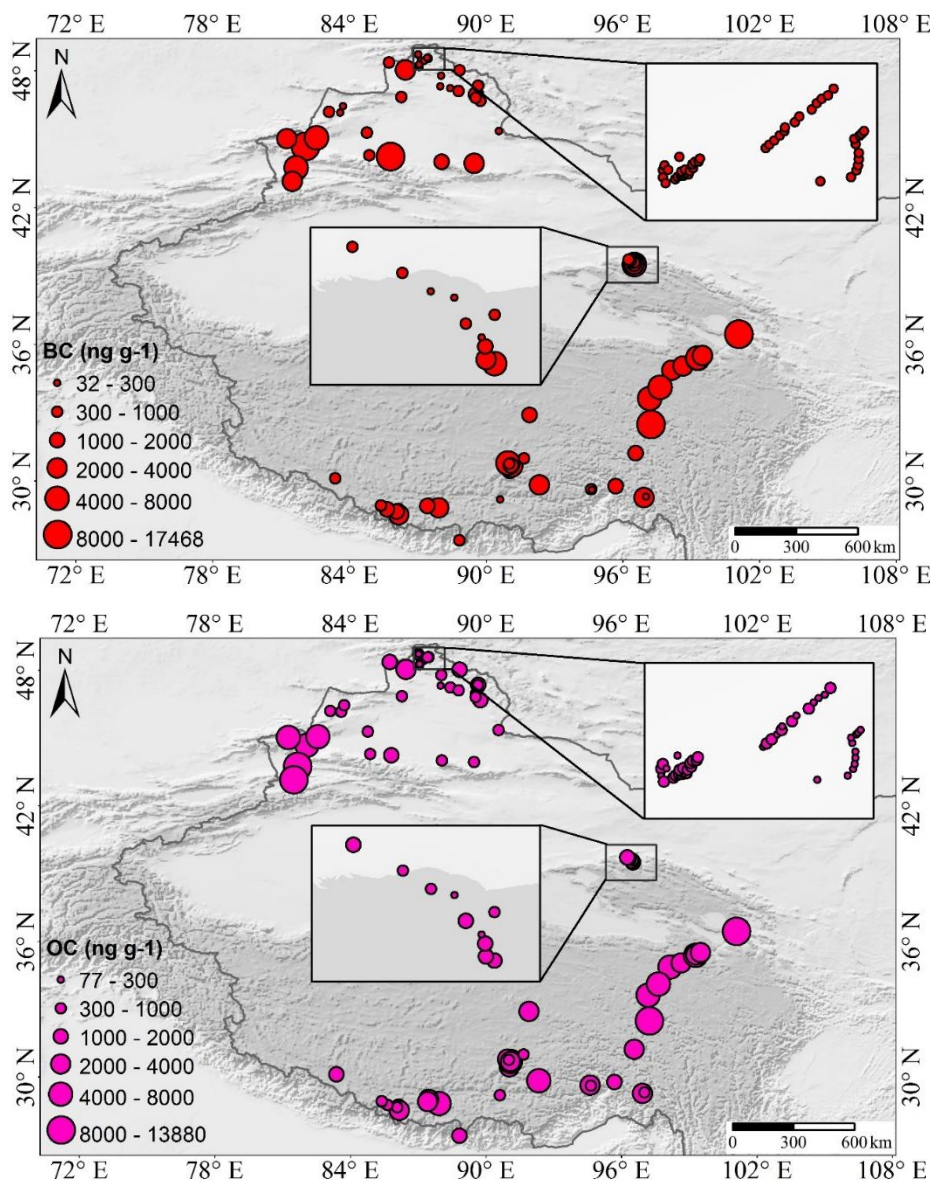 72° E 78° E 84° E 90° E 96° E 102° E 108° E
N
48° N 48° N
42° N 42° N
36° N 36° N
BC (ng g-1)
32 - 300
300 - 1000
1000 - 2000
2000 - 4000
4000 - 8000
8000 - 17468
30° N 30° N
0 300 600 km
72° E 78° E 84° E 90° E 96° E 102° E 108° E
72° E 78° E 84° E 90° E 96° E 102° E 108° E
N
48° N 48° N
42° N 42° N
36° N 36° N
OC (ng g-1)
77 - 300
300 - 1000
1000 - 2000
2000 - 4000
4000 - 8000
8000 - 13880
30° N 30° N
0 300 600 km
72° E 78° E 84° E 90° E 96° E 102° E 108° E